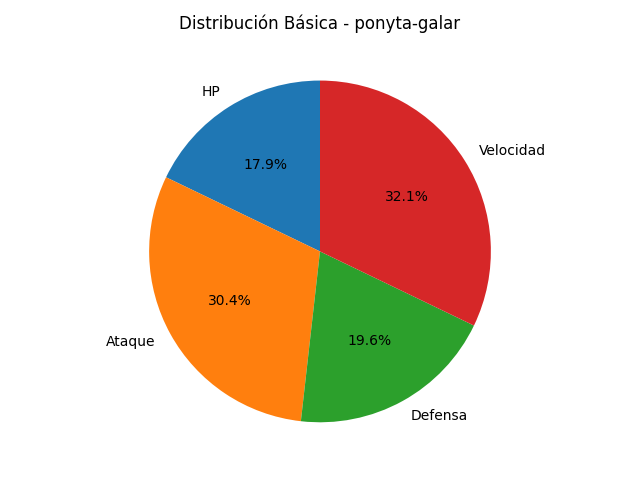 Distribución Básica - ponyta-galar
HP
17.9%
Velocidad
32.1%
30.4%
Ataque
19.6%
Defensa